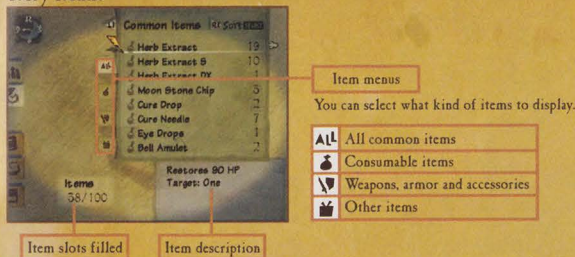 Common Items Sort
Herb Extract 19
Herb Extract S 10
Herb Extract DX 1
Moon Stone Chip 3
Cure Drop 2
Cure Needle 7
Eye Drops 1
Bell Amulet 2
ALL
Items
38/100
Restores 90 HP
Target: One
Item menus
You can select what kind of items to display.
ALL All common items
Consumable items
Weapons, armor and accessories
Other items
Item slots filled
Item description